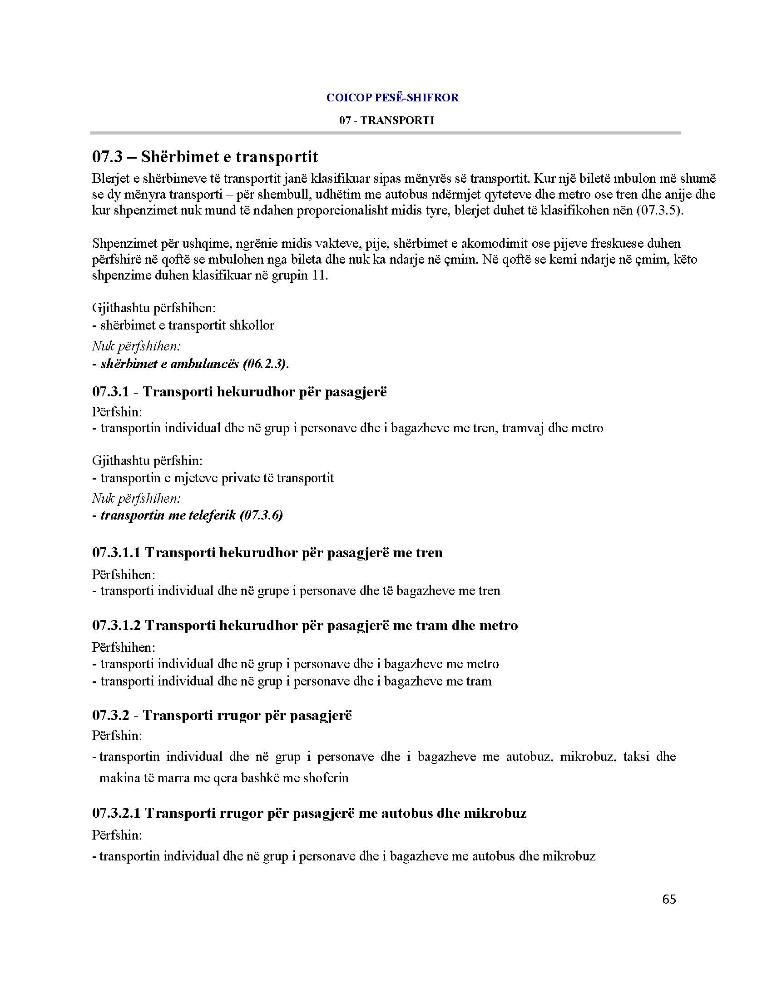 COICOP PESË-SHIFROR
07 - TRANSPORTI
07.3 – Shërbimet e transportit
Blerjet e shërbimeve të transportit janë klasifikuar sipas mënyrës së transportit. Kur një biletë mbulon më shumë
se dy mënyra transporti – për shembull, udhëtim me autobus ndërmjet qyteteve dhe metro ose tren dhe anije dhe
kur shpenzimet nuk mund të ndahen proporcionalisht midis tyre, blerjet duhet të klasifikohen nën (07.3.5).
Shpenzimet për ushqime, ngrënie midis vakteve, pije, shërbimet e akomodimit ose pijeve freskuese duhen
përfshirë në qoftë se mbulohen nga bileta dhe nuk ka ndarje në çmim. Në qoftë se kemi ndarje në çmim, këto
shpenzime duhen klasifikuar në grupin 11.
Gjithashtu përfshihen:
- shërbimet e transportit shkollor
Nuk përfshihen:
- shërbimet e ambulancës (06.2.3).
07.3.1 - Transporti hekurudhor për pasagjerë
Përfshin:
- transportin individual dhe në grup i personave dhe i bagazheve me tren, tramvaj dhe metro
Gjithashtu përfshin:
- transportin e mjeteve private të transportit
Nuk përfshihen:
- transportin me teleferik (07.3.6)
07.3.1.1 Transporti hekurudhor për pasagjerë me tren
Përfshihen:
- transporti individual dhe në grupe i personave dhe të bagazheve me tren
07.3.1.2 Transporti hekurudhor për pasagjerë me tram dhe metro
Përfshihen:
- transporti individual dhe në grup i personave dhe i bagazheve me metro
- transporti individual dhe në grup i personave dhe i bagazheve me tram
07.3.2 - Transporti rrugor për pasagjerë
Përfshin:
- transportin individual dhe në grup i personave dhe i bagazheve me autobuz, mikrobuz, taksi dhe
makina të marra me qera bashkë me shoferin
07.3.2.1 Transporti rrugor për pasagjerë me autobus dhe mikrobuz
Përfshin:
- transportin individual dhe në grup i personave dhe i bagazheve me autobus dhe mikrobuz
65